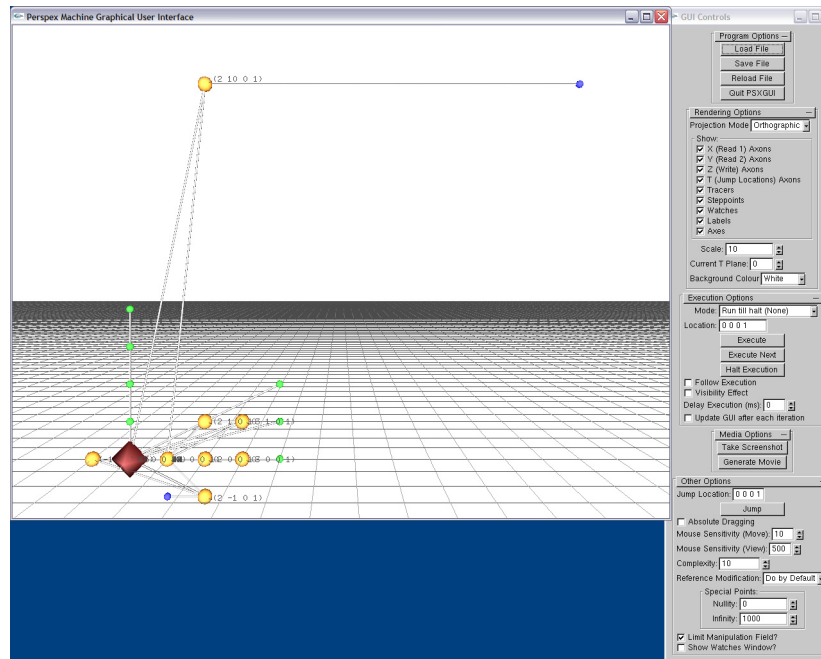 Perspex Machine Graphical User Interface
(2 10 0 1)
(2 -1 0 1)
GUI Controls
Program Options
Load File
Save File
Reload File
Quit PSXGUI
Rendering Options
Projection Mode Orthographic
Show:
X (Read 1) Axons
Y (Read 2) Axons
Z (Write) Axons
T (Jump Locations) Axons
Tracers
Steppoints
Watches
Labels
Axes
Scale: 10
Current T Plane: 0
Background Colour White
Execution Options
Mode: Run till halt (None)
Location: 0 0 0 1
Execute
Execute Next
Halt Execution
Follow Execution
Visibility Effect
Delay Execution (ms): 0
Update GUI after each iteration
Media Options
Take Screenshot
Generate Movie
Other Options
Jump Location: 0 0 0 1
Jump
Absolute Dragging
Mouse Sensitivity (Move): 10
Mouse Sensitivity (View): 500
Complexity: 10
Reference Modification: Do by Default
Special Points:
Nullity: 0
Infinity: 1000
Limit Manipulation Field?
Show Watches Window?